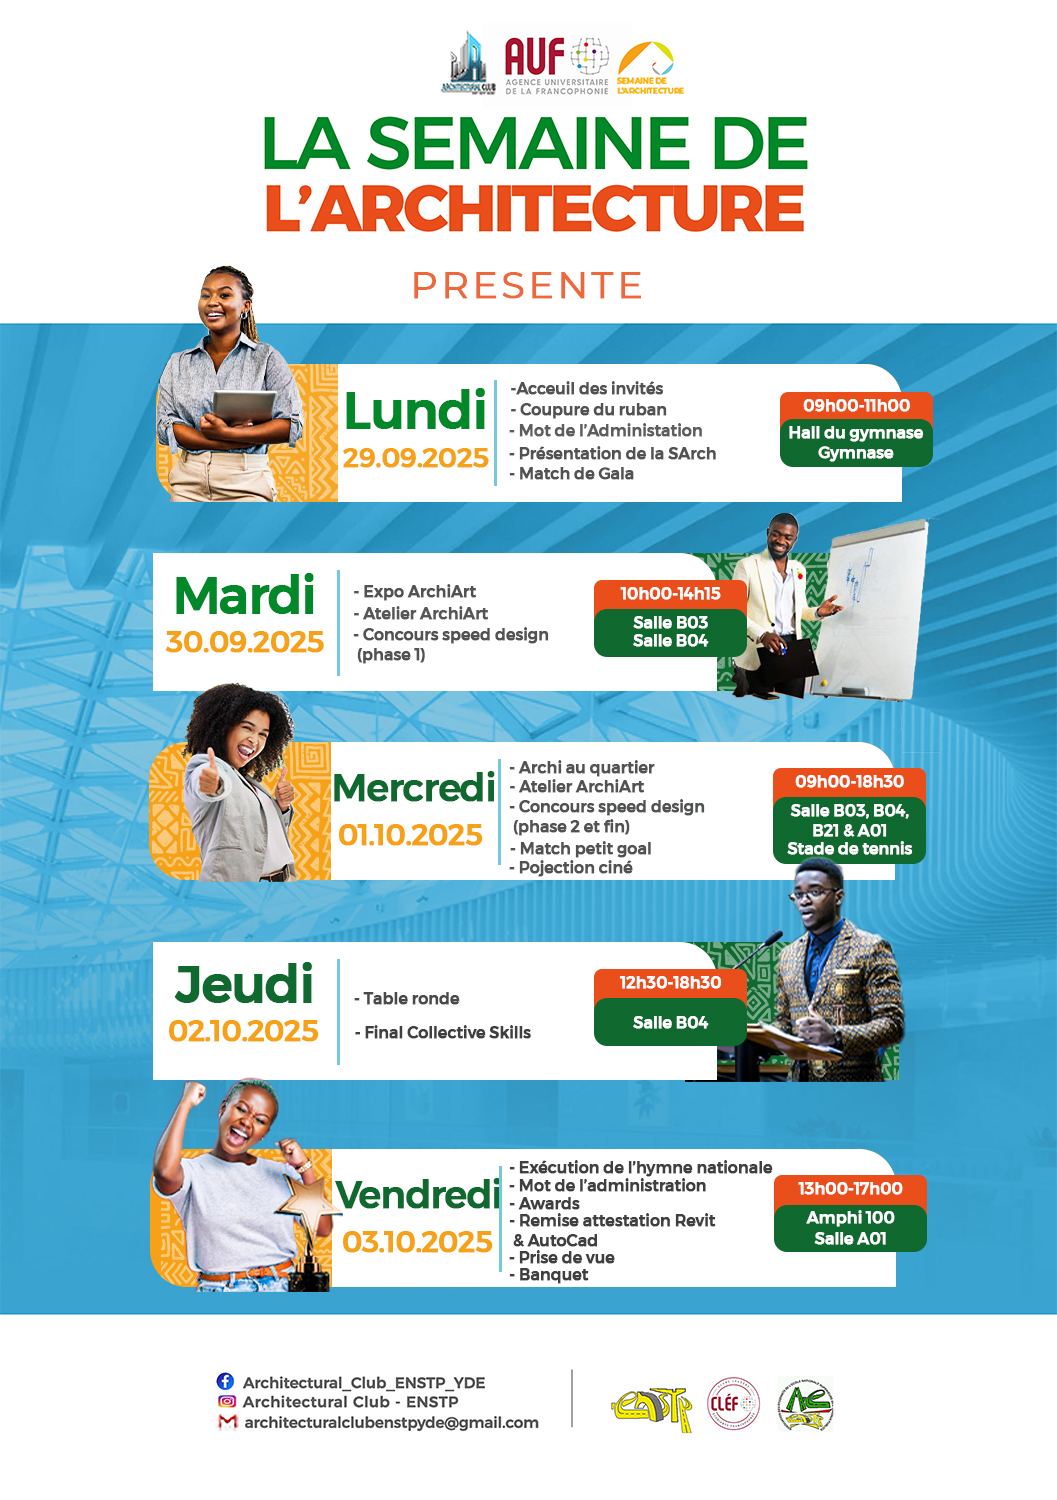 ARCHITECTURAL CLUB
AUF
AGENCE UNIVERSITAIRE
DE LA FRANCOPHONIE
SEMAINE DE
L'ARCHITECTURE
LA SEMAINE DE
L'ARCHITECTURE
PRESENTE
Lundi
29.09.2025
-Acceuil des invités
- Coupure du ruban
- Mot de l'Administation
- Présentation de la SArch
- Match de Gala
09h00-11h00
Hall du gymnase
Gymnase
Mardi
30.09.2025
- Expo ArchiArt
- Atelier ArchiArt
- Concours speed design
(phase 1)
10h00-14h15
Salle B03
Salle B04
Mercredi
01.10.2025
- Archi au quartier
- Atelier ArchiArt
- Concours speed design
(phase 2 et fin)
- Match petit goal
- Pojection ciné
09h00-18h30
Salle B03, B04,
B21 & A01
Stade de tennis
Jeudi
02.10.2025
- Table ronde
- Final Collective Skills
12h30-18h30
Salle B04
Vendredi
03.10.2025
- Exécution de l'hymne nationale
- Mot de l'administration
- Awards
- Remise attestation Revit
& AutoCad
- Prise de vue
- Banquet
13h00-17h00
Amphi 100
Salle A01
Architectural_Club_ENSTP_YDE
Architectural Club - ENSTP
architecturalclubenstpyde@gmail.com
CLÉF